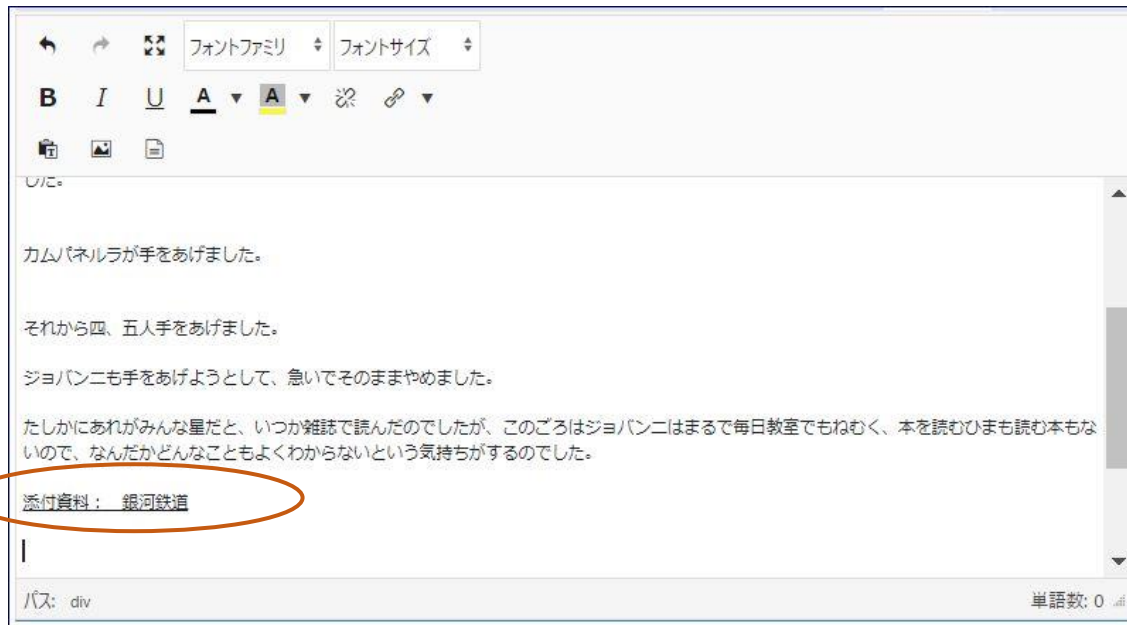 フォントファミリ フォントサイズ
B I U A A
した。
カムパネルラが手をあげました。
それから四、五人手をあげました。
ジョバンニも手をあげようとして、急いでそのままやめました。
たしかにあれがみんな星だと、いつか雑誌で読んだのでしたが、このごろはジョバンニはまるで毎日教室でもねむく、本を読むひまも読む本もな
いので、なんだかどんなこともよくわからないという気持ちがするのでした。
添付資料： 銀河鉄道
パス: div 単語数: 0